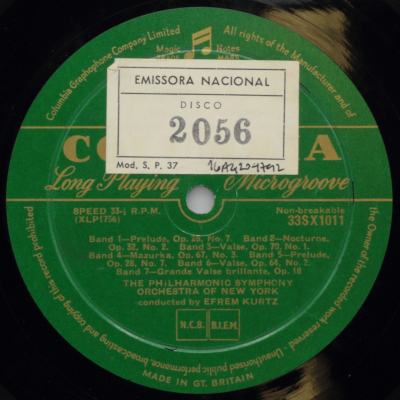 Columbia Graphophone Company Limited
Magic Notes
TRADE MARK
All rights of the Manufacturer and of
the Owner of the recorded work reserved.
Unauthorised public performance, broadcasting and copying of this record prohibited
EMISSORA NACIONAL
DISCO
2056
Mod. S. P. 37
CO A
Long Playing Microgroove
SPEED 33⅓ R.P.M.
(XLP1756)
Non-breakable
33SX1011
Band 1—Prelude, Op. 28, No. 7. Band 2—Nocturne,
Op. 32, No. 2. Band 3—Valse, Op. 70, No. 1.
Band 4—Mazurka, Op. 67, No. 3. Band 5—Prelude,
Op. 28, No. 7. Band 6—Valse, Op. 64, No. 2.
Band 7—Grande Valse brillante, Op. 18
THE PHILHARMONIC SYMPHONY
ORCHESTRA OF NEW YORK
conducted by EFREM KURTZ
N.C.B. B.I.E.M.
MADE IN GT. BRITAIN